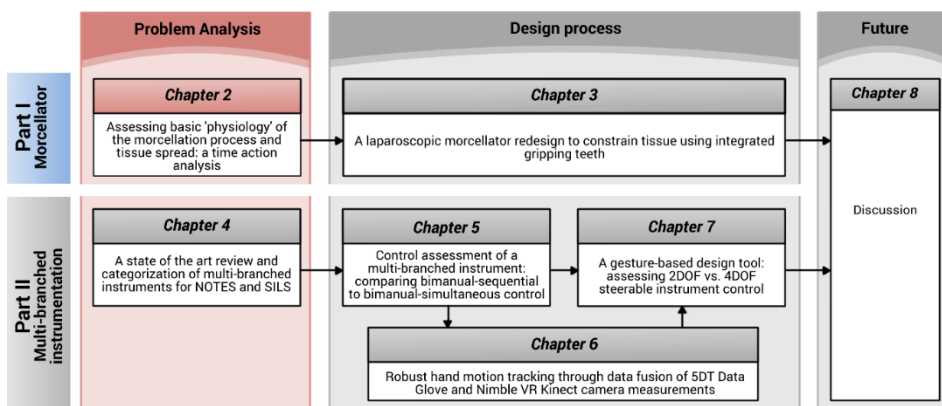 Problem Analysis
Design process
Future
Part I
Morcellator
Chapter 2
Assessing basic 'physiology' of
the morcellation process and
tissue spread: a time action
analysis
Chapter 3
A laparoscopic morcellator redesign to constrain tissue using integrated
gripping teeth
Chapter 8
Discussion
Part II
Multi-branched
instrumentation
Chapter 4
A state of the art review and
categorization of multi-branched
instruments for NOTES and SILS
Chapter 5
Control assessment of a
multi-branched instrument:
comparing bimanual-sequential
to bimanual-simultaneous control
Chapter 7
A gesture-based design tool:
assessing 2DOF vs. 4DOF
steerable instrument control
Chapter 6
Robust hand motion tracking through data fusion of 5DT Data
Glove and Nimble VR Kinect camera measurements